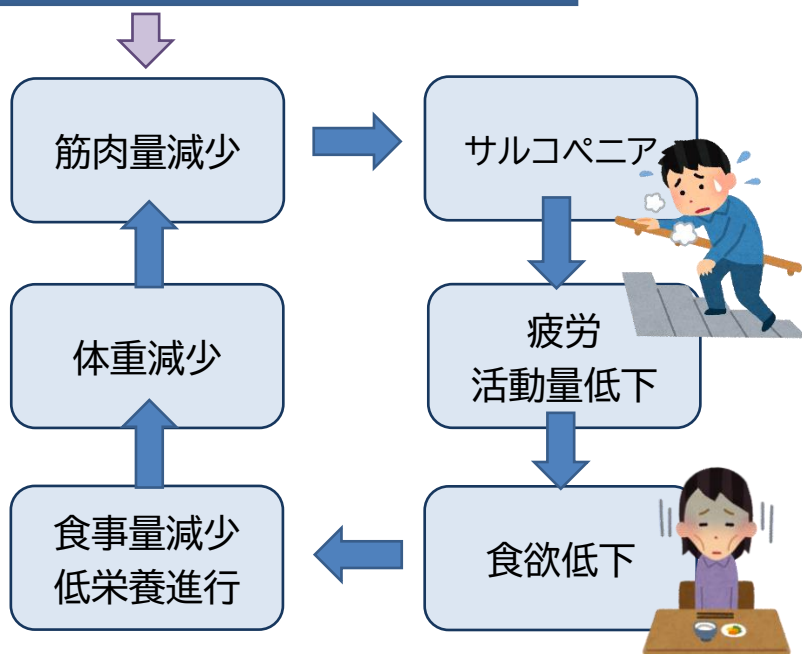 筋肉量減少
サルコペニア
疲労
活動量低下
食欲低下
食事量減少
低栄養進行
体重減少